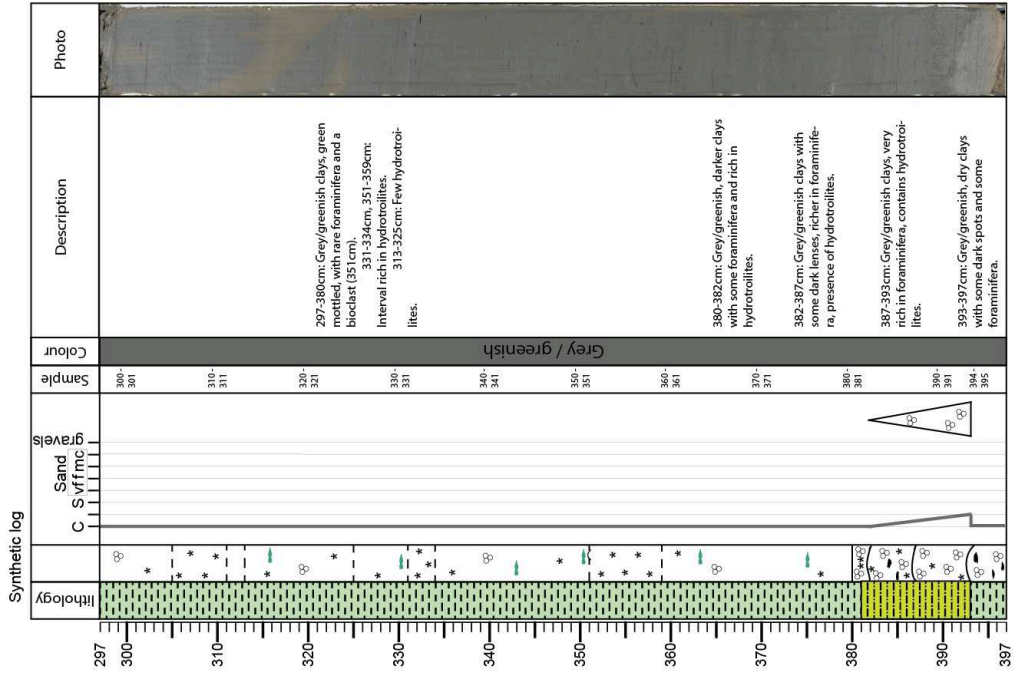 Synthetic log
lithology
C
S
vf
f
m
c
Sand
gravels
Sample
Colour
Description
Photo
300-
301
310-
311
320-
321
330-
331
340-
341
350-
351
360-
361
370-
371
380-
381
390-
391
394-
395
Grey / greenish
297-380cm: Grey/greenish clays, green
mottled, with rare foraminifera and a
bioclast (351cm).
331-334cm, 351-359cm:
Interval rich in hydrotroilites.
313-325cm: Few hydrotroi-
lites.
380-382cm: Grey/greenish, darker clays
with some foraminifera and rich in
hydrotroilites.
382-387cm: Grey/greenish clays with
some dark lenses, richer in foraminife-
ra, presence of hydrotroilites.
387-393cm: Grey/greenish clays, very
rich in foraminifera, contains hydrotroi-
lites.
393-397cm: Grey/greenish, dry clays
with some dark spots and some
foraminifera.
297
300
310
320
330
340
350
360
370
380
390
397